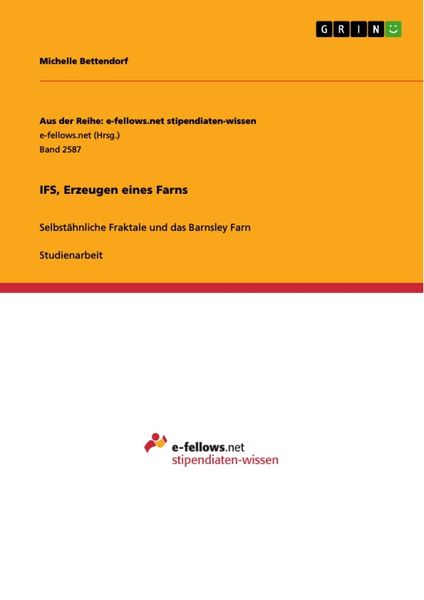 GRIN
Michelle Bettendorf
Aus der Reihe: e-fellows.net stipendiaten-wissen
e-fellows.net (Hrsg.)
Band 2587
IFS, Erzeugen eines Farns
Selbstähnliche Fraktale und das Barnsley Farn
Studienarbeit
e-fellows.net
stipendiaten-wissen